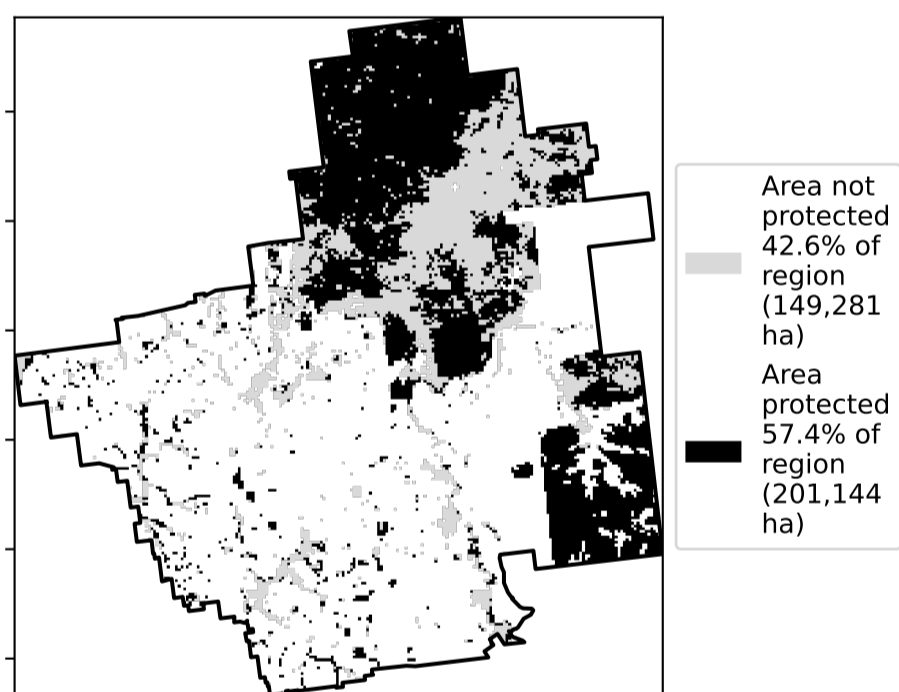 Area not
protected
42.6% of
region
(149,281
ha)
Area
protected
57.4% of
region
(201,144
ha)